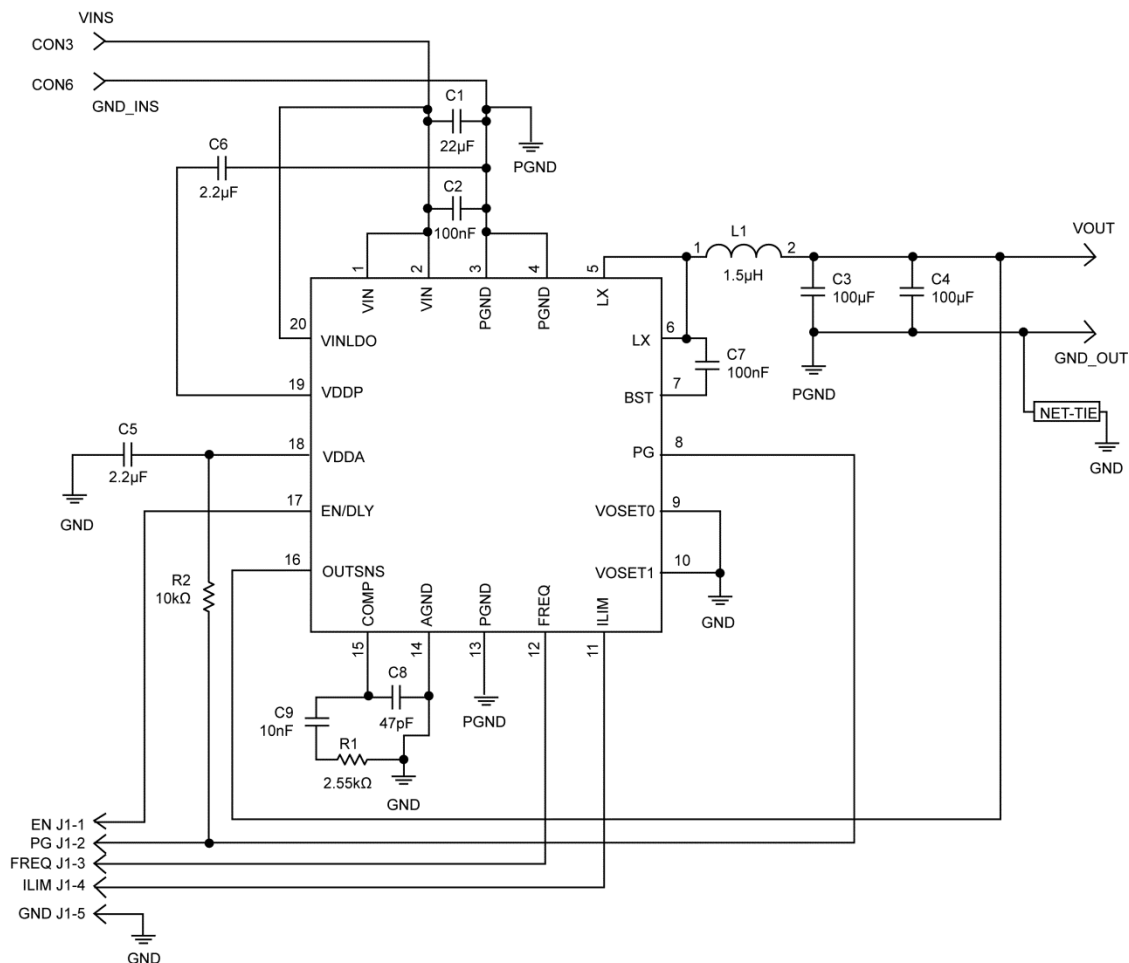 VINS
CON3
CON6
GND_INS
C1
22µF
PGND
C6
2.2µF
C2
100nF
1
2
3
4
5
VIN
VIN
PGND
PGND
LX
L1
1
2
1.5µH
VOUT
C3
100µF
C4
100µF
GND_OUT
PGND
NET-TIE
GND
20
VINLDO
6
LX
C7
100nF
19
VDDP
7
BST
C5
2.2µF
GND
18
VDDA
8
PG
17
EN/DLY
9
VOSET0
16
OUTSNS
10
VOSET1
GND
R2
10kΩ
COMP
AGND
PGND
FREQ
ILIM
15
14
13
12
11
C8
47pF
C9
10nF
R1
2.55kΩ
GND
PGND
EN J1-1
PG J1-2
FREQ J1-3
ILIM J1-4
GND J1-5
GND